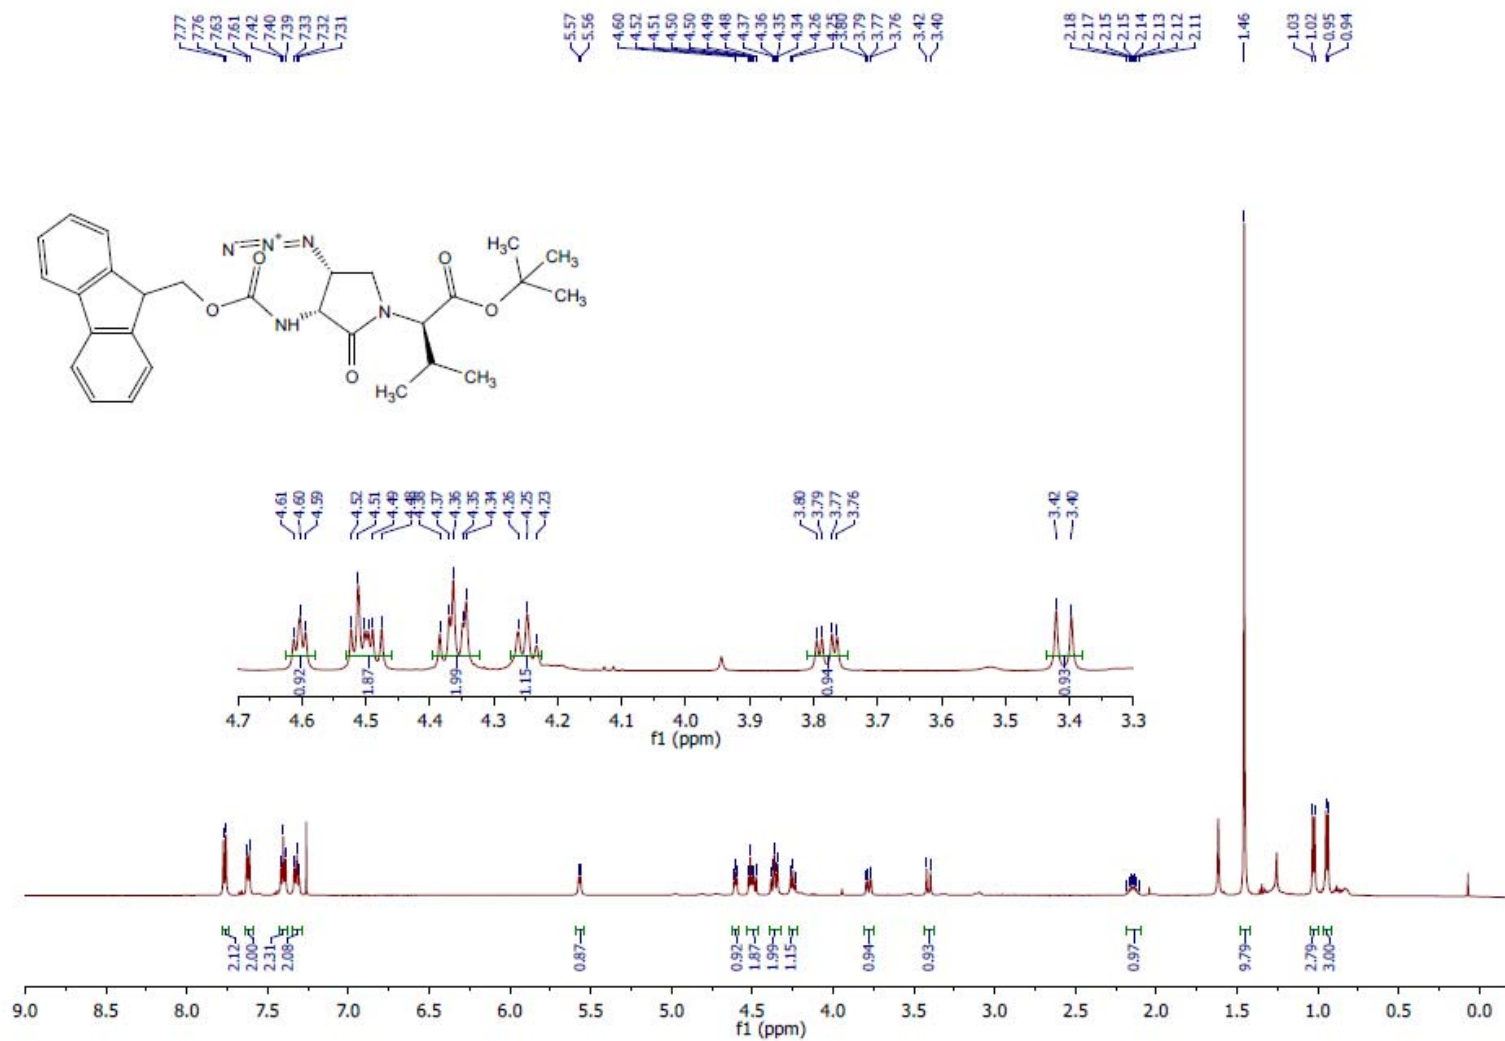 7.77 7.76 7.63 7.61 7.42 7.40 7.39 7.33 7.32 7.31 5.57 5.56 4.60 4.52 4.51 4.50 4.50 4.49 4.48 4.37 4.36 4.35 4.34 4.26 4.25 3.80 3.79 3.77 3.76 3.42 3.40 2.18 2.17 2.15 2.15 2.14 2.13 2.12 2.11 1.46 1.03 1.02 0.95 0.94
N N+ N
O O H3C CH3
O O CH3
NH N
O H3C CH3
4.61 4.60 4.59 4.52 4.51 4.49 4.48 4.38 4.37 4.36 4.35 4.34 4.26 4.25 4.23 3.80 3.79 3.77 3.76 3.42 3.40
0.92 1.87 1.99 1.15 0.94 0.93
4.7 4.6 4.5 4.4 4.3 4.2 4.1 4.0 3.9 3.8 3.7 3.6 3.5 3.4 3.3
f1 (ppm)
2.12 2.00 2.31 2.08 0.87 0.92 1.87 1.99 1.15 0.94 0.93 0.97 9.79 2.79 3.00
9.0 8.5 8.0 7.5 7.0 6.5 6.0 5.5 5.0 4.5 4.0 3.5 3.0 2.5 2.0 1.5 1.0 0.5 0.0
f1 (ppm)